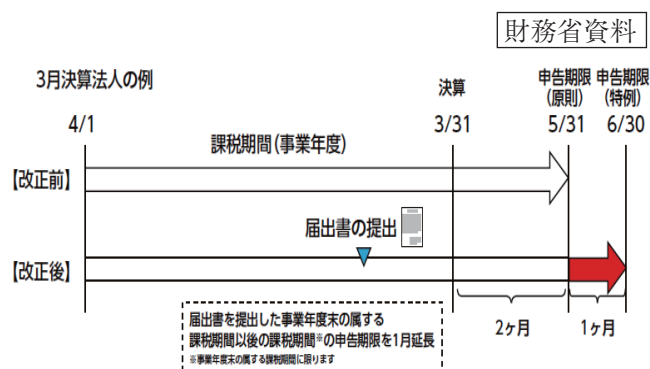 財務省資料
3月決算法人の例
決算
申告期限 申告期限
(原則) (特例)
4/1 3/31 5/31 6/30
課税期間(事業年度)
【改正前】
届出書の提出
【改正後】
届出書を提出した事業年度末の属する
課税期間以後の課税期間※の申告期限を1月延長
※事業年度末の属する課税期間に限ります
2ヶ月 1ヶ月